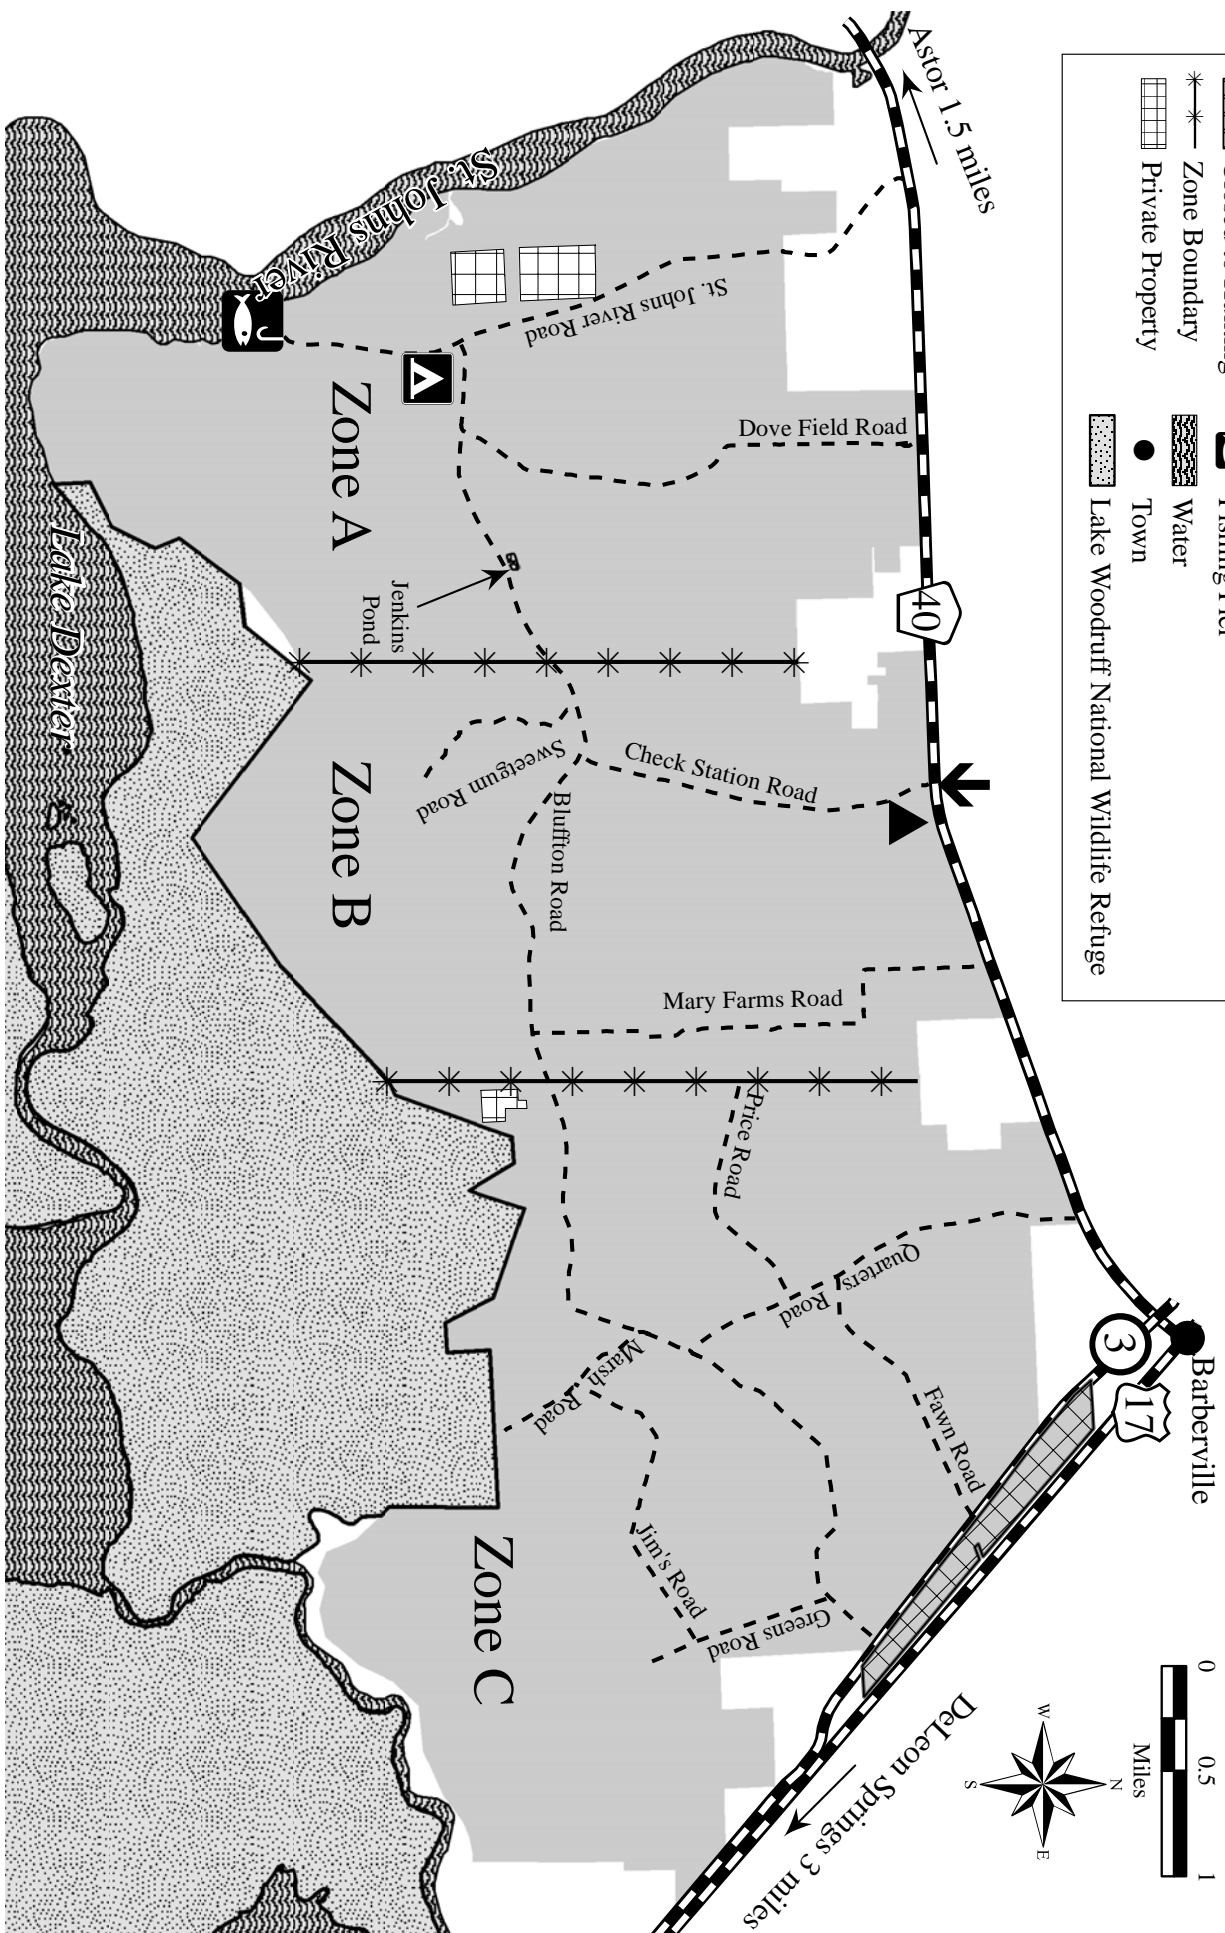 Zone Boundary
Private Property
Water
Town
Lake Woodruff National Wildlife Refuge
Astor 1.5 miles
St. Johns River
St. Johns River Road
Dove Field Road
Zone A
Jenkins
Pond
40
Lake Dexter
Sweetgum Road
Check Station Road
Bluffton Road
Zone B
Mary Farms Road
Price Road
Quarters
Road
Marsh Road
Fawn Road
Jim's Road
Greens Road
Zone C
3
17
Barberville
DeLeon Springs 3 miles
0
0.5
1
Miles
N
W
E
S